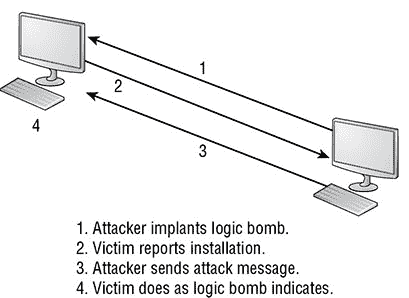 1
2
3
4
1. Attacker implants logic bomb.
2. Victim reports installation.
3. Attacker sends attack message.
4. Victim does as logic bomb indicates.